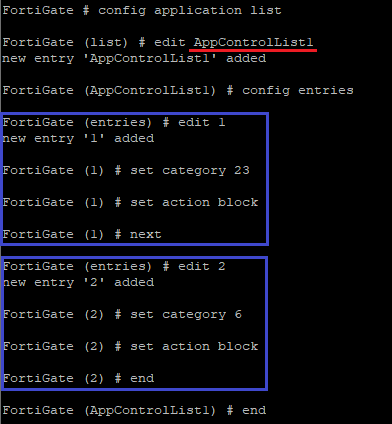 FortiGate # config application list
FortiGate (list) # edit AppControlList1
new entry 'AppControlList1' added
FortiGate (AppControlList1) # config entries
FortiGate (entries) # edit 1
new entry '1' added
FortiGate (1) # set category 23
FortiGate (1) # set action block
FortiGate (1) # next
FortiGate (entries) # edit 2
new entry '2' added
FortiGate (2) # set category 6
FortiGate (2) # set action block
FortiGate (2) # end
FortiGate (AppControlList1) # end